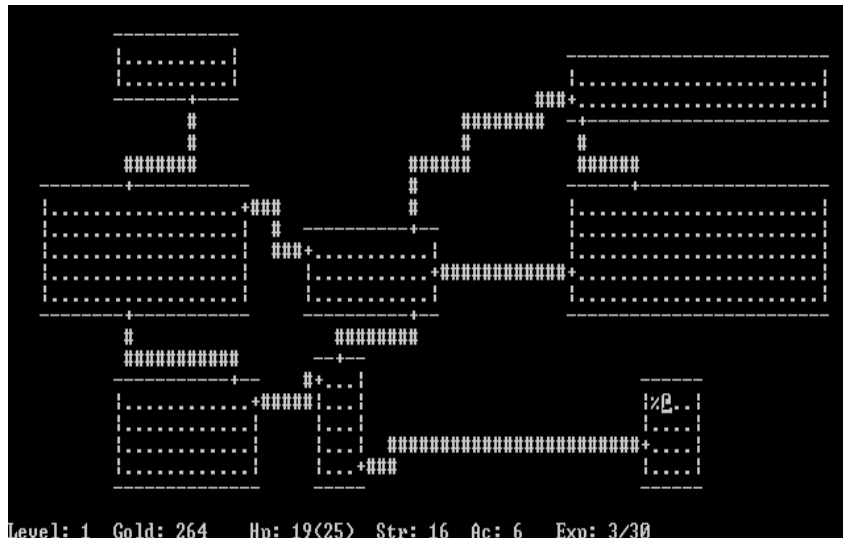 ------------
            |..........|                               -------------------------
            |..........|                               |.......................|
            -------+----                            ###+.......................|
                   #                         ########  -+-----------------------
                   #                         #          #
             #######                    ######          ######
     --------+-----------               #              ------+------------------
     |..................+###            #              |.......................|
     |..................|  #  ----------+--            |.......................|
     |..................|  ###+...........|            |.......................|
     |..................|     |...........+############+.......................|
     |..................|     |...........|            |.......................|
     --------+-----------     ----------+--            -------------------------
             #                   ########
             ###########       --+--
            -----------+--    #+...|                          ------
            |............+#####|...|                          |%@..|
            |............|     |...|                          |....|
            |............|     |...|  ########################+....|
            |............|     |...+###                       |....|
            --------------     -----                          ------
Level: 1  Gold: 264    Hp: 19(25)  Str: 16  Ac: 6   Exp: 3/30